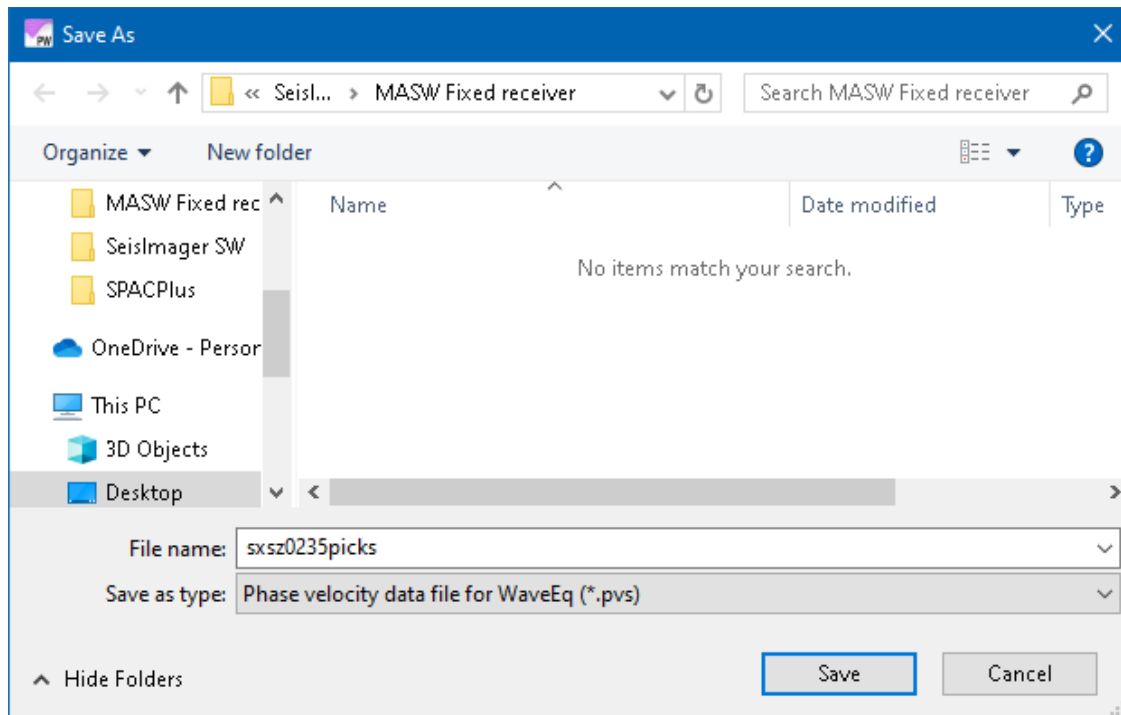 PW Save As
« Seisl... > MASW Fixed receiver Search MASW Fixed receiver
Organize New folder ?
MASW Fixed rec Name Date modified Type
SeisImager SW
No items match your search.
SPACPlus
OneDrive - Person
This PC
3D Objects
Desktop
File name: sxsz0235picks
Save as type: Phase velocity data file for WaveEq (*.pvs)
Hide Folders Save Cancel